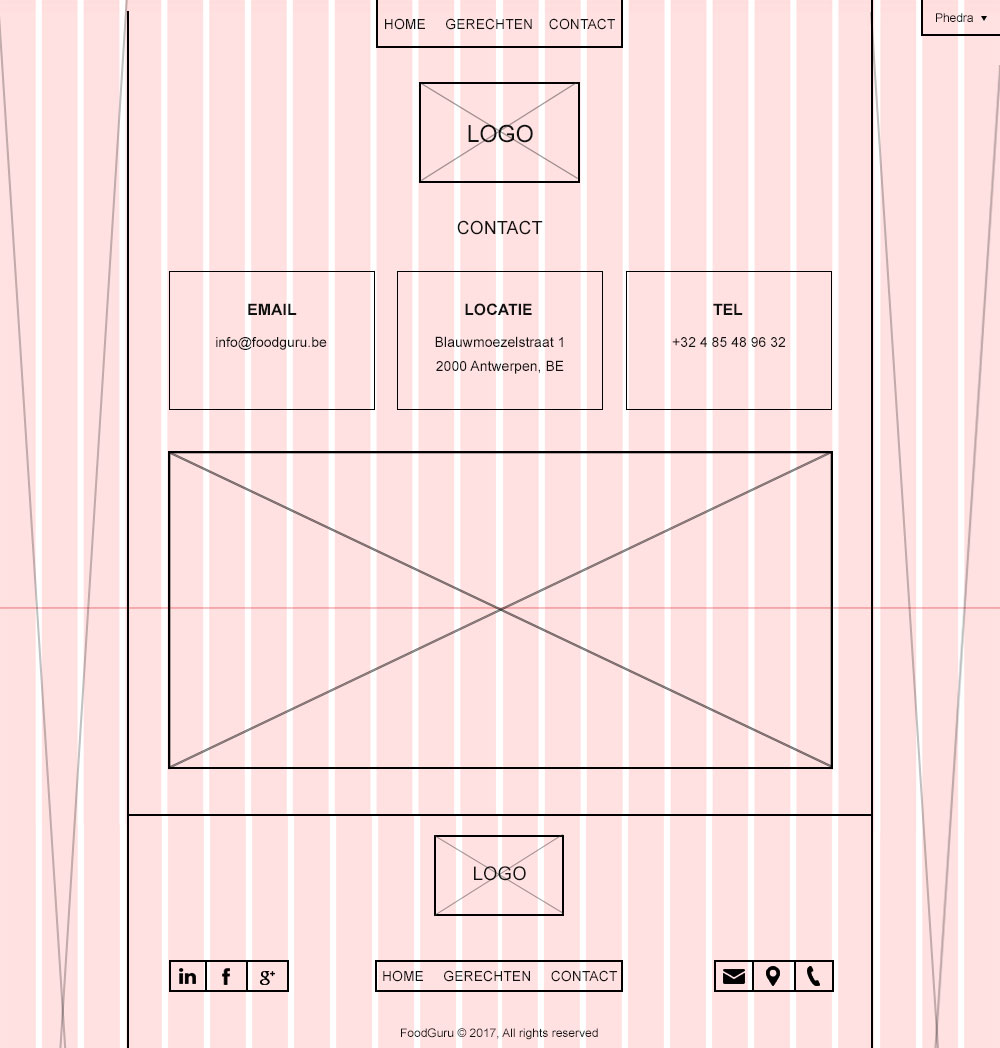 HOME GERECHTEN CONTACT
Phedra
LOGO
CONTACT
EMAIL
info@foodguru.be
LOCATIE
Blauwmoezelstraat 1
2000 Antwerpen, BE
TEL
+32 4 85 48 96 32
LOGO
in f g+
HOME GERECHTEN CONTACT
FoodGuru © 2017, All rights reserved